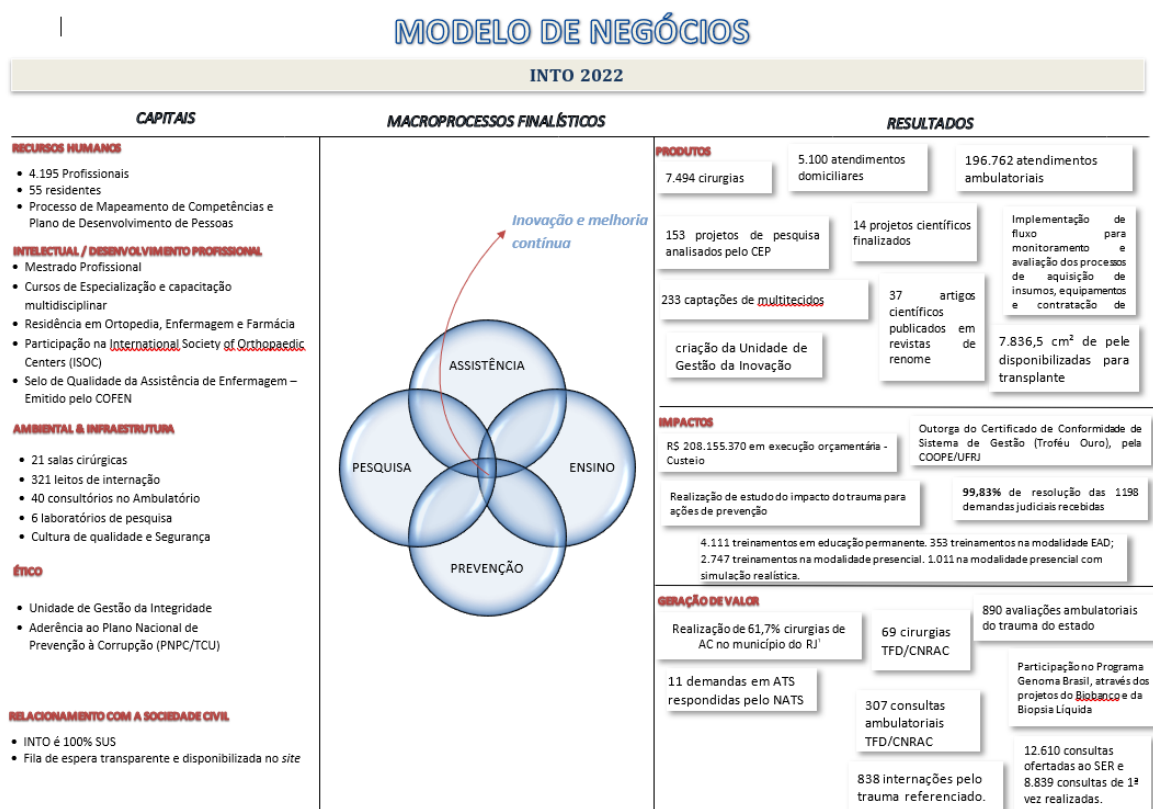 MODELO DE NEGÓCIOS
INTO 2022
CAPITAIS
RECURSOS HUMANOS
• 4.195 Profissionais
• 55 residentes
• Processo de Mapeamento de Competências e
Plano de Desenvolvimento de Pessoas
INTELECTUAL / DESENVOLVIMENTO PROFISSIONAL
• Mestrado Profissional
• Cursos de Especialização e capacitação
multidisciplinar
• Residência em Ortopedia, Enfermagem e Farmácia
• Participação na International Society of Orthopaedic
Centers (ISOC)
• Selo de Qualidade da Assistência de Enfermagem –
Emitido pelo COFEN
AMBIENTAL & INFRAESTRUTURA
• 21 salas cirúrgicas
• 321 leitos de internação
• 40 consultórios no Ambulatório
• 6 laboratórios de pesquisa
• Cultura de qualidade e Segurança
ÉTICO
• Unidade de Gestão da Integridade
• Aderência ao Plano Nacional de
Prevenção à Corrupção (PNPC/TCU)
RELACIONAMENTO COM A SOCIEDADE CIVIL
• INTO é 100% SUS
• Fila de espera transparente e disponibilizada no site
MACROPROCESSOS FINALÍSTICOS
Inovação e melhoria
contínua
ASSISTÊNCIA
PESQUISA
ENSINO
PREVENÇÃO
RESULTADOS
PRODUTOS
7.494 cirurgias
5.100 atendimentos
domiciliares
196.762 atendimentos
ambulatoriais
153 projetos de pesquisa
analisados pelo CEP
14 projetos científicos
finalizados
Implementação de
fluxo para
monitoramento e
avaliação dos processos
de aquisição de
insumos, equipamentos
e contratação de
233 captações de multitecidos
37 artigos
científicos
publicados em
revistas de
renome
criação da Unidade de
Gestão da Inovação
7.836,5 cm² de pele
disponibilizadas para
transplante
IMPACTOS
R$ 208.155.370 em execução orçamentária -
Custeio
Outorga do Certificado de Conformidade de
Sistema de Gestão (Troféu Ouro), pela
COOPE/UFRJ
Realização de estudo do impacto do trauma para
ações de prevenção
99,83% de resolução das 1198
demandas judiciais recebidas
4.111 treinamentos em educação permanente. 353 treinamentos na modalidade EAD;
2.747 treinamentos na modalidade presencial. 1.011 na modalidade presencial com
simulação realística.
GERAÇÃO DE VALOR
Realização de 61,7% cirurgias de
AC no município do RJ¹
69 cirurgias
TFD/CNRAC
890 avaliações ambulatoriais
do trauma do estado
11 demandas em ATS
respondidas pelo NATS
307 consultas
ambulatoriais
TFD/CNRAC
Participação no Programa
Genoma Brasil, através dos
projetos do Biobanco e da
Biopsia Líquida
838 internações pelo
trauma referenciado.
12.610 consultas
ofertadas ao SER e
8.839 consultas de 1ª
vez realizadas.